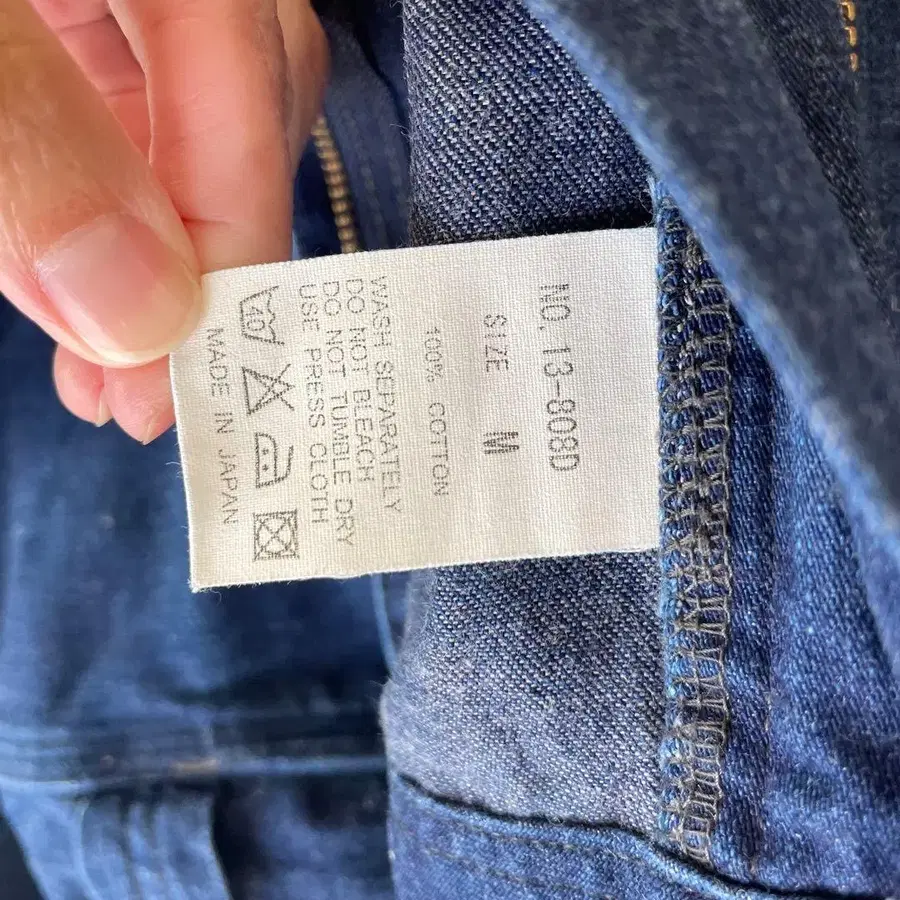 NO. 13-808D
SIZE M
100% COTTON
WASH SEPARATELY
DO NOT BLEACH
DO NOT TUMBLE DRY
USE PRESS CLOTH
40
MADE IN JAPAN